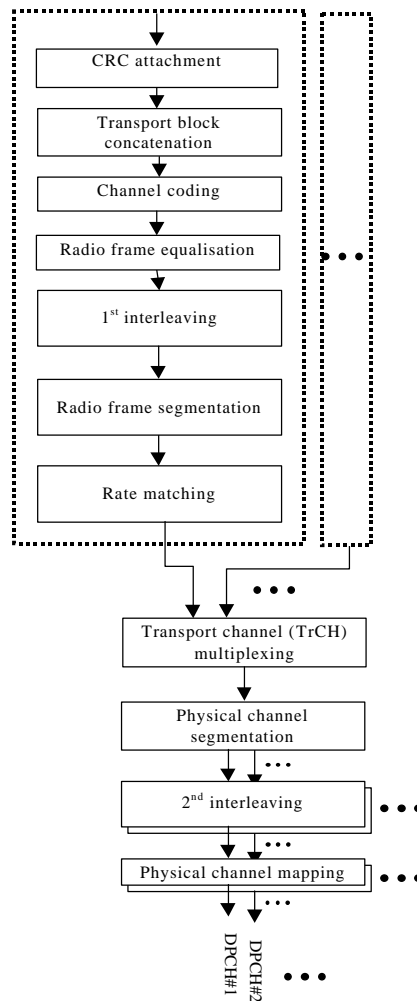 CRC attachment
Transport block
concatenation
Channel coding
Radio frame equalisation
1st interleaving
Radio frame segmentation
Rate matching
Transport channel (TrCH)
multiplexing
Physical channel
segmentation
2nd interleaving
Physical channel mapping
DPCH#1
DPCH#2